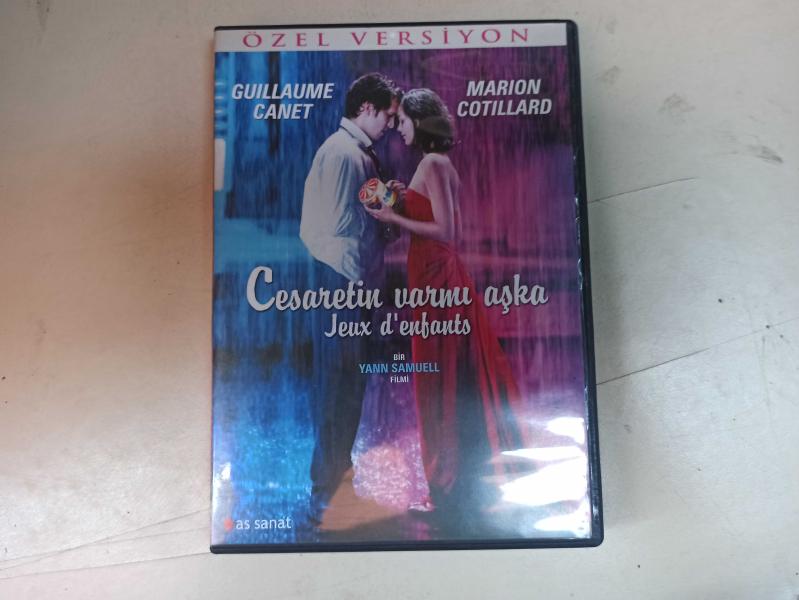 ÖZEL VERSİYON
GUILLAUME
CANET
MARION
COTILLARD
Cesaretin varmı aşka
Jeux d'enfants
BİR
YANN SAMUELL
FİLMİ
as sanat